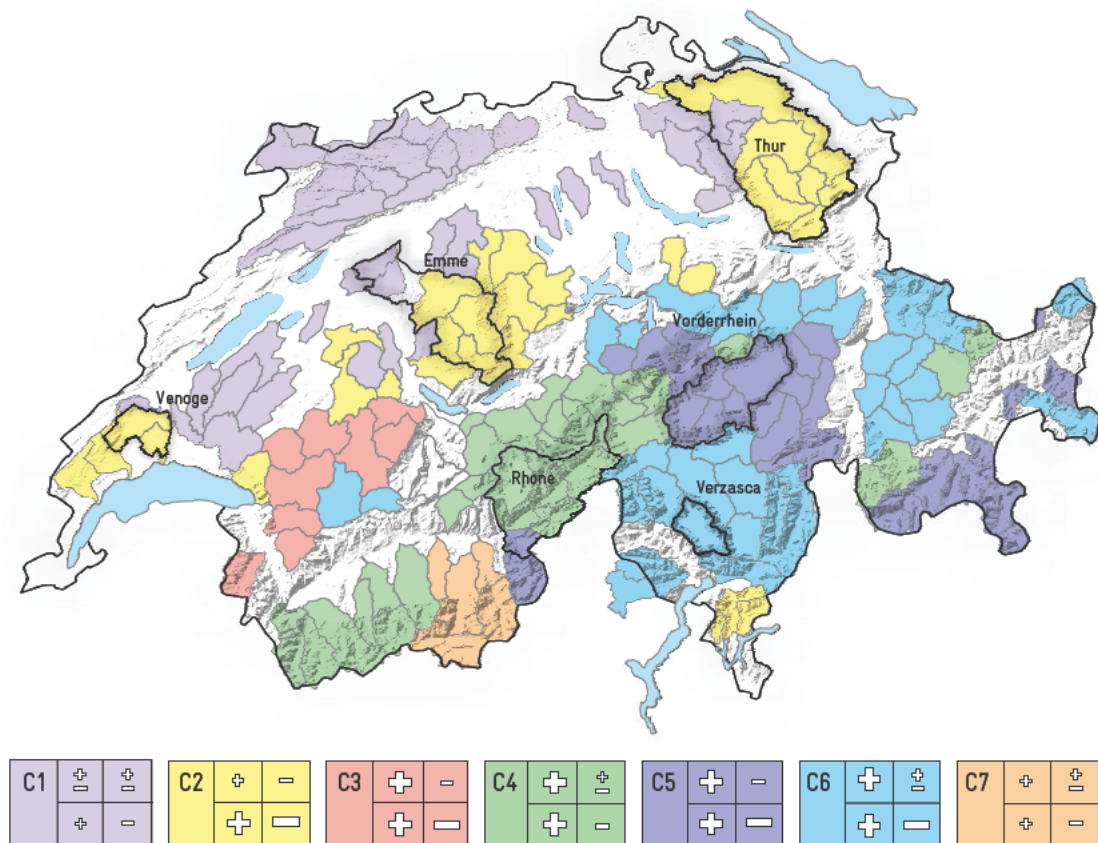 Thur
Emme
Vorderrhein
Venoge
Rhone
Verzasca
C1 ± ± + -
C2 + - + -
C3 + - + -
C4 + ± + -
C5 + - + -
C6 + ± + -
C7 + ± + -